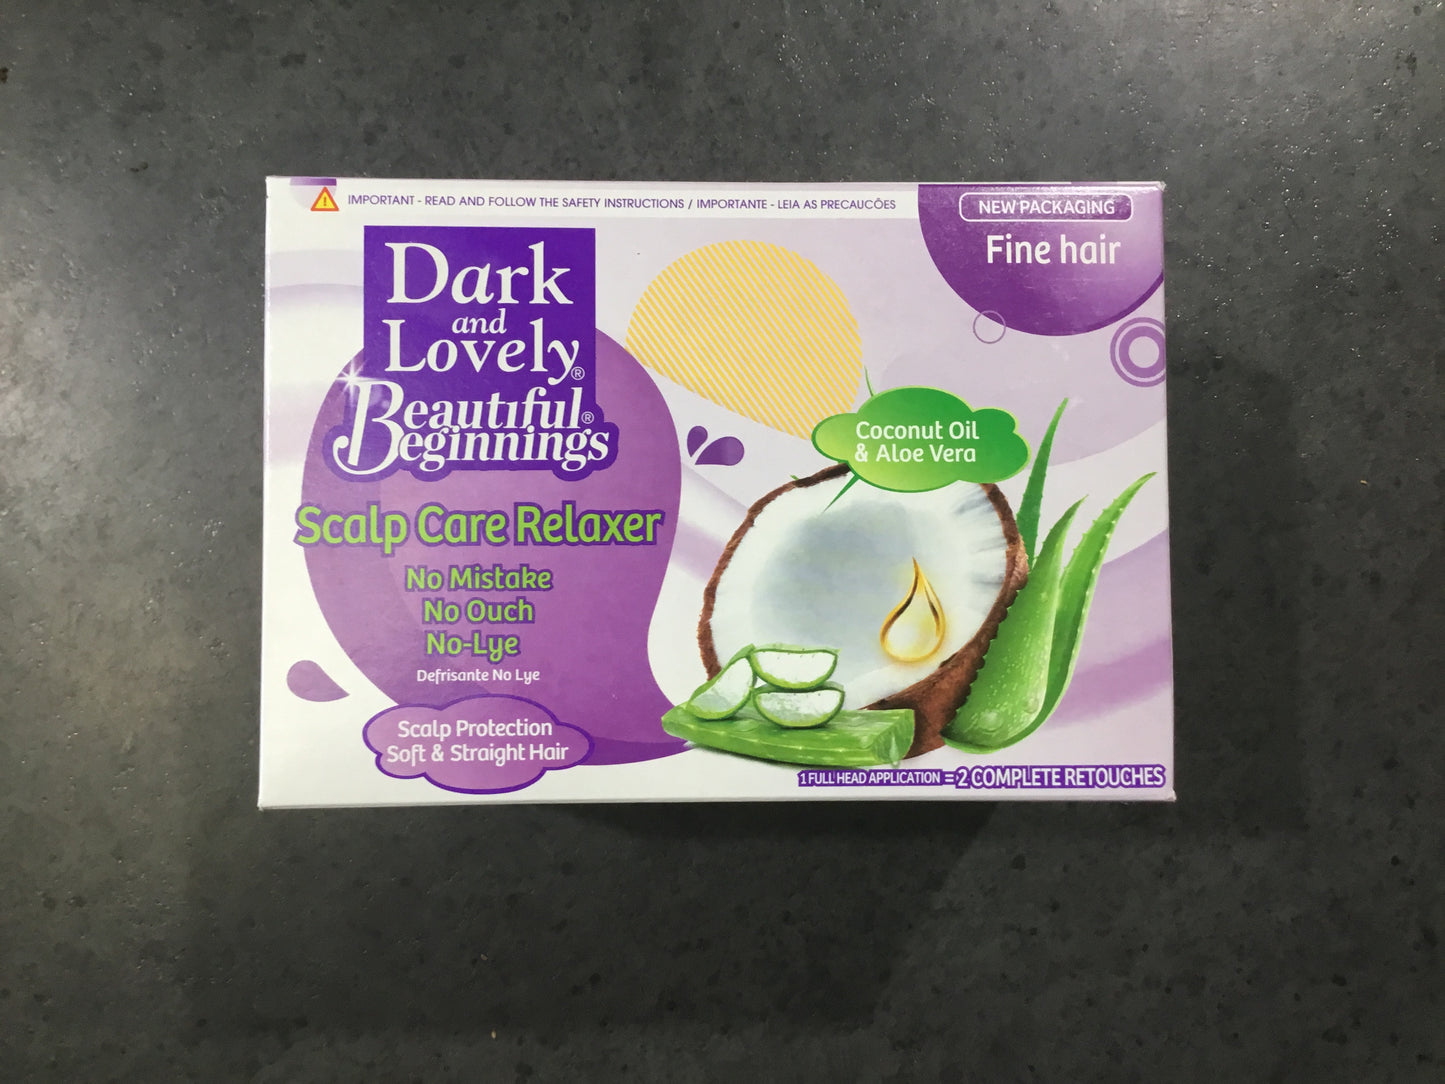 IMPORTANT - READ AND FOLLOW THE SAFETY INSTRUCTIONS / IMPORTANTE - LEIA AS PRECAUCÕES
NEW PACKAGING
Fine hair
Dark
and
Lovely®
Beautiful®
Beginnings
Coconut Oil
& Aloe Vera
Scalp Care Relaxer
No Mistake
No Ouch
No-Lye
Defrisante No Lye
Scalp Protection
Soft & Straight Hair
1 FULL HEAD APPLICATION = 2 COMPLETE RETOUCHES